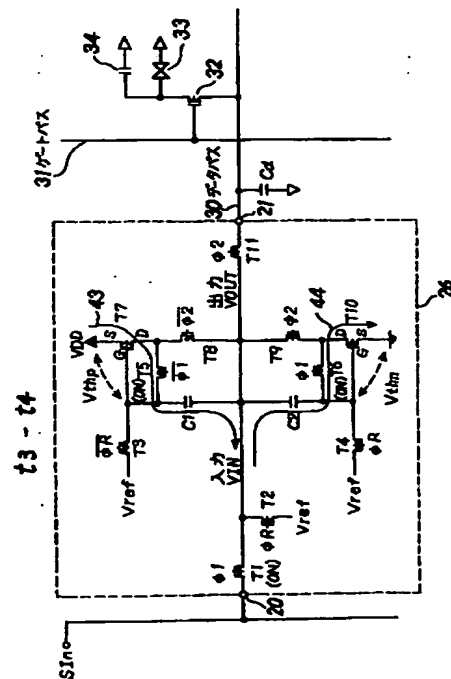 t3 - t4
SIno
φ1
T1
(ON)
20
φR
T2
Vref
入力
VIN
Vref
φ̅R̅
T3
Vthp
VDD
43
G
S
D
T7
(ON)
T5
φ̅1̅
C1
φ̅2̅
T8
出力
VOUT
φ2
T11
C2
φ1
T6
(ON)
T9
φ2
44
T10
D
G
S
Vref
T4
φR
Vthn
26
21
30データバス
Cd
31ゲートバス
32
33
34